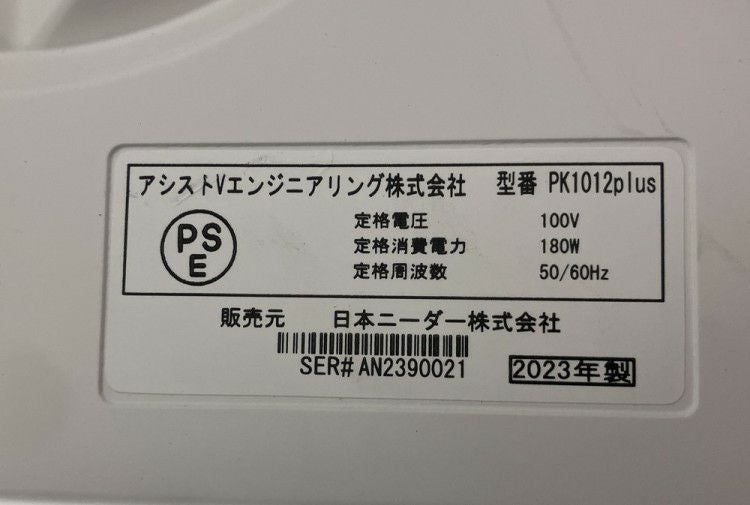 アシストVエンジニアリング株式会社 型番 PK1012plus
PS
E
定格電圧 100V
定格消費電力 180W
定格周波数 50/60Hz
販売元 日本ニーダー株式会社
SER# AN2390021
2023年製